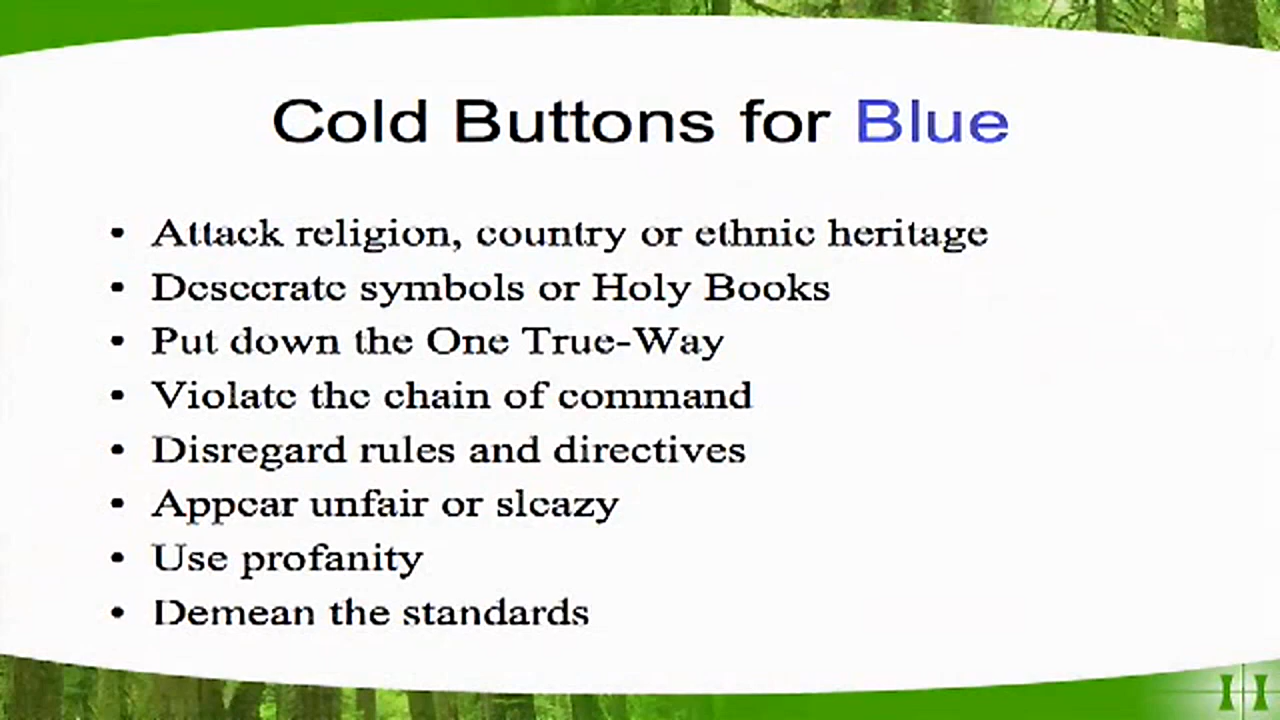 Cold Buttons for Blue
• Attack religion, country or ethnic heritage
• Desecrate symbols or Holy Books
• Put down the One True-Way
• Violate the chain of command
• Disregard rules and directives
• Appear unfair or sleazy
• Use profanity
• Demean the standards